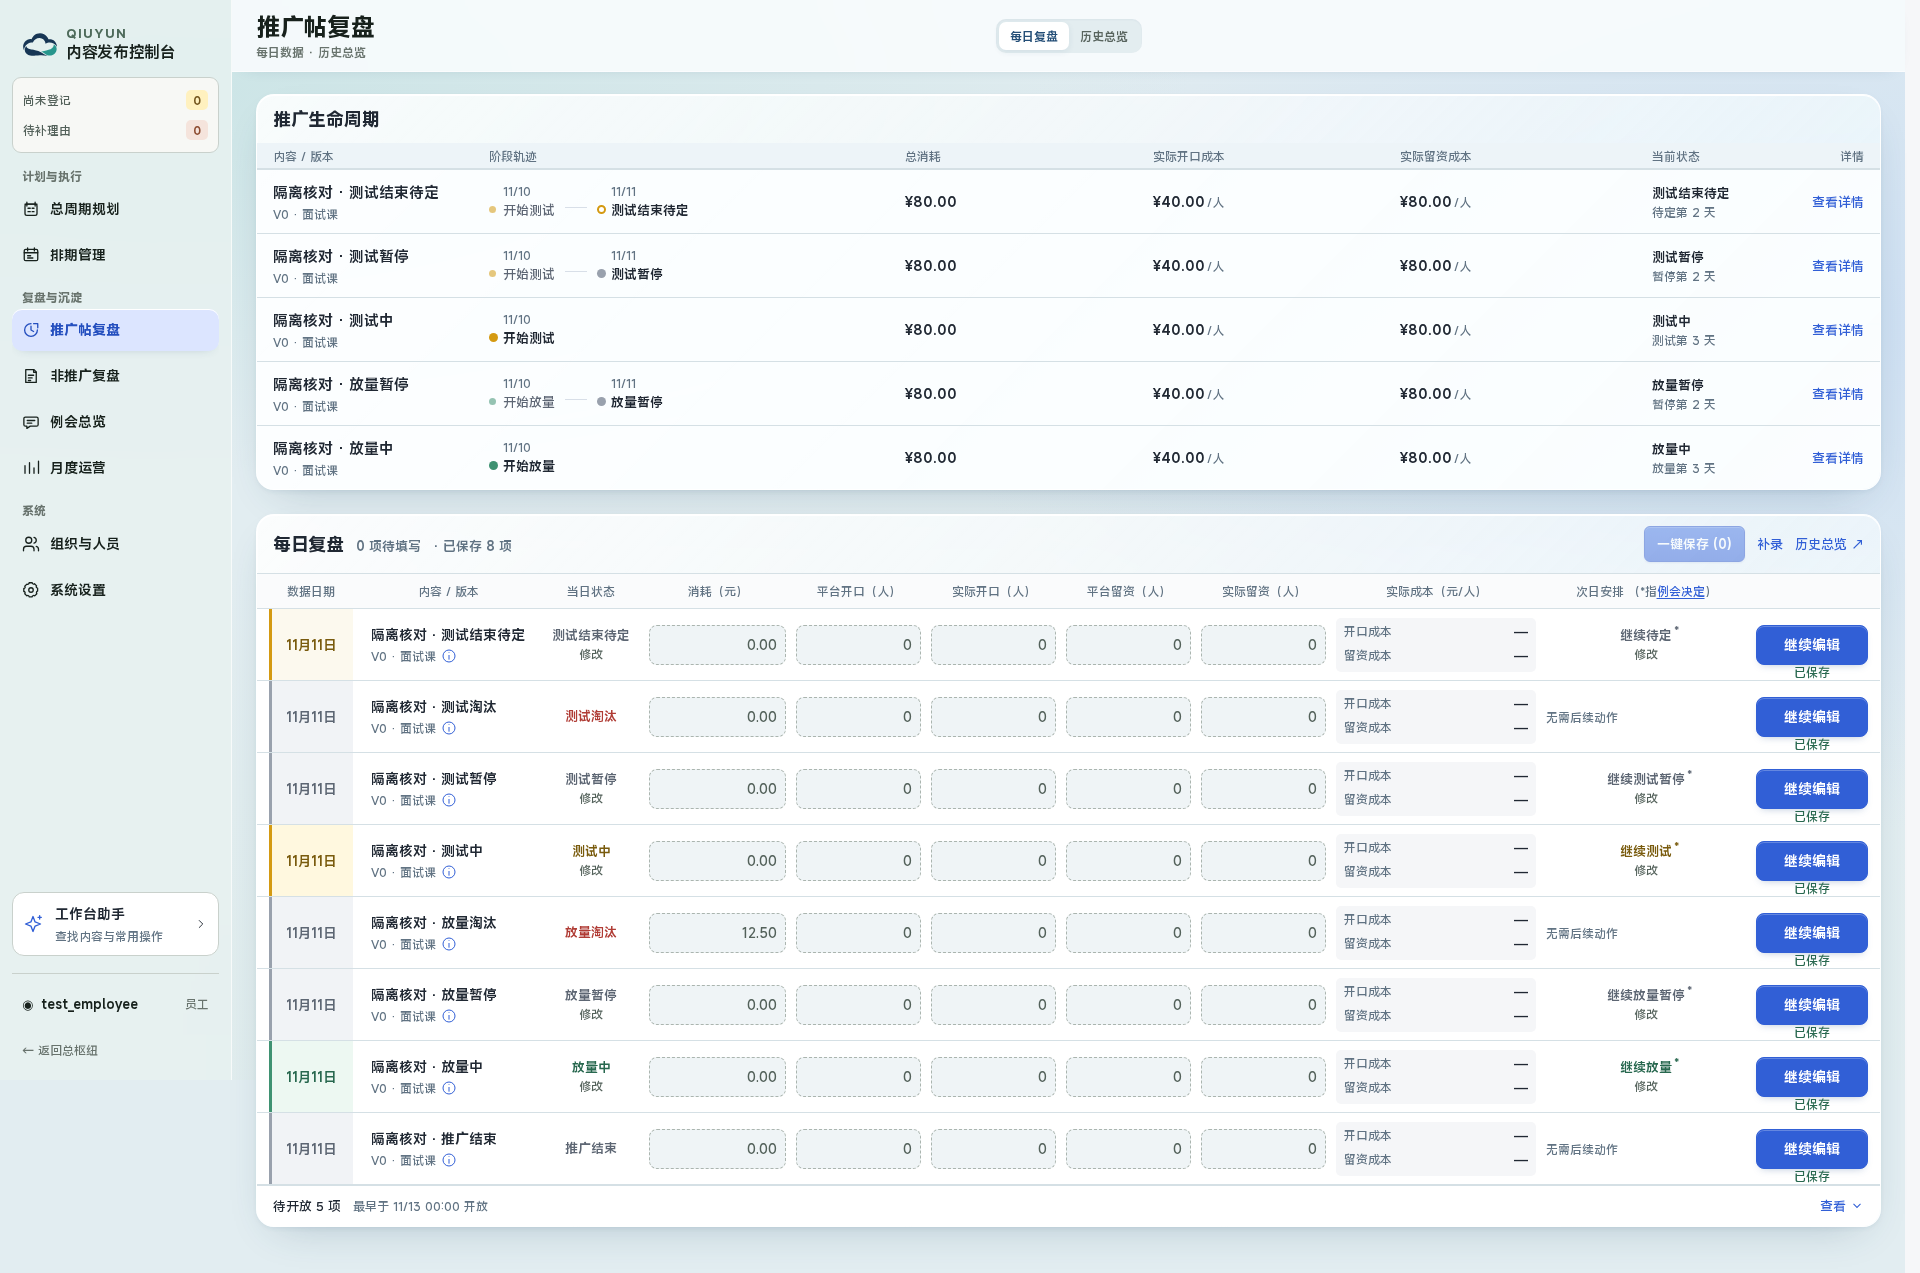 QIUYUN
内容发布控制台
尚未登记 0
待补理由 0
计划与执行
总周期规划
排期管理
复盘与沉淀
推广帖复盘
非推广复盘
例会总览
月度运营
系统
组织与人员
系统设置
工作台助手
查找内容与常用操作
test_employee 员工
← 返回总枢纽
推广帖复盘
每日数据 · 历史总览
每日复盘 历史总览
推广生命周期
内容 / 版本 阶段轨迹 总消耗 实际开口成本 实际留资成本 当前状态 详情
隔离核对 · 测试结束待定
V0 · 面试课
11/10 开始测试
11/11 测试结束待定
¥80.00 ¥40.00 /人 ¥80.00 /人
测试结束待定
待定第 2 天
查看详情
隔离核对 · 测试暂停
V0 · 面试课
11/10 开始测试
11/11 测试暂停
¥80.00 ¥40.00 /人 ¥80.00 /人
测试暂停
暂停第 2 天
查看详情
隔离核对 · 测试中
V0 · 面试课
11/10 开始测试
¥80.00 ¥40.00 /人 ¥80.00 /人
测试中
测试第 3 天
查看详情
隔离核对 · 放量暂停
V0 · 面试课
11/10 开始放量
11/11 放量暂停
¥80.00 ¥40.00 /人 ¥80.00 /人
放量暂停
暂停第 2 天
查看详情
隔离核对 · 放量中
V0 · 面试课
11/10 开始放量
¥80.00 ¥40.00 /人 ¥80.00 /人
放量中
放量第 3 天
查看详情
每日复盘 0 项待填写 · 已保存 8 项 一键保存 (0) 补录 历史总览 ↗
数据日期 内容 / 版本 当日状态 消耗（元） 平台开口（人） 实际开口（人） 平台留资（人） 实际留资（人） 实际成本（元/人） 次日安排 （*指例会决定）
11月11日
隔离核对 · 测试结束待定
V0 · 面试课
测试结束待定
修改
0.00 0 0 0 0
开口成本 —
留资成本 —
继续待定 *
修改
继续编辑
已保存
11月11日
隔离核对 · 测试淘汰
V0 · 面试课
测试淘汰
0.00 0 0 0 0
开口成本 —
留资成本 —
无需后续动作
继续编辑
已保存
11月11日
隔离核对 · 测试暂停
V0 · 面试课
测试暂停
修改
0.00 0 0 0 0
开口成本 —
留资成本 —
继续测试暂停 *
修改
继续编辑
已保存
11月11日
隔离核对 · 测试中
V0 · 面试课
测试中
修改
0.00 0 0 0 0
开口成本 —
留资成本 —
继续测试 *
修改
继续编辑
已保存
11月11日
隔离核对 · 放量淘汰
V0 · 面试课
放量淘汰
12.50 0 0 0 0
开口成本 —
留资成本 —
无需后续动作
继续编辑
已保存
11月11日
隔离核对 · 放量暂停
V0 · 面试课
放量暂停
修改
0.00 0 0 0 0
开口成本 —
留资成本 —
继续放量暂停 *
修改
继续编辑
已保存
11月11日
隔离核对 · 放量中
V0 · 面试课
放量中
修改
0.00 0 0 0 0
开口成本 —
留资成本 —
继续放量 *
修改
继续编辑
已保存
11月11日
隔离核对 · 推广结束
V0 · 面试课
推广结束
0.00 0 0 0 0
开口成本 —
留资成本 —
无需后续动作
继续编辑
已保存
待开放 5 项 最早于 11/13 00:00 开放 查看